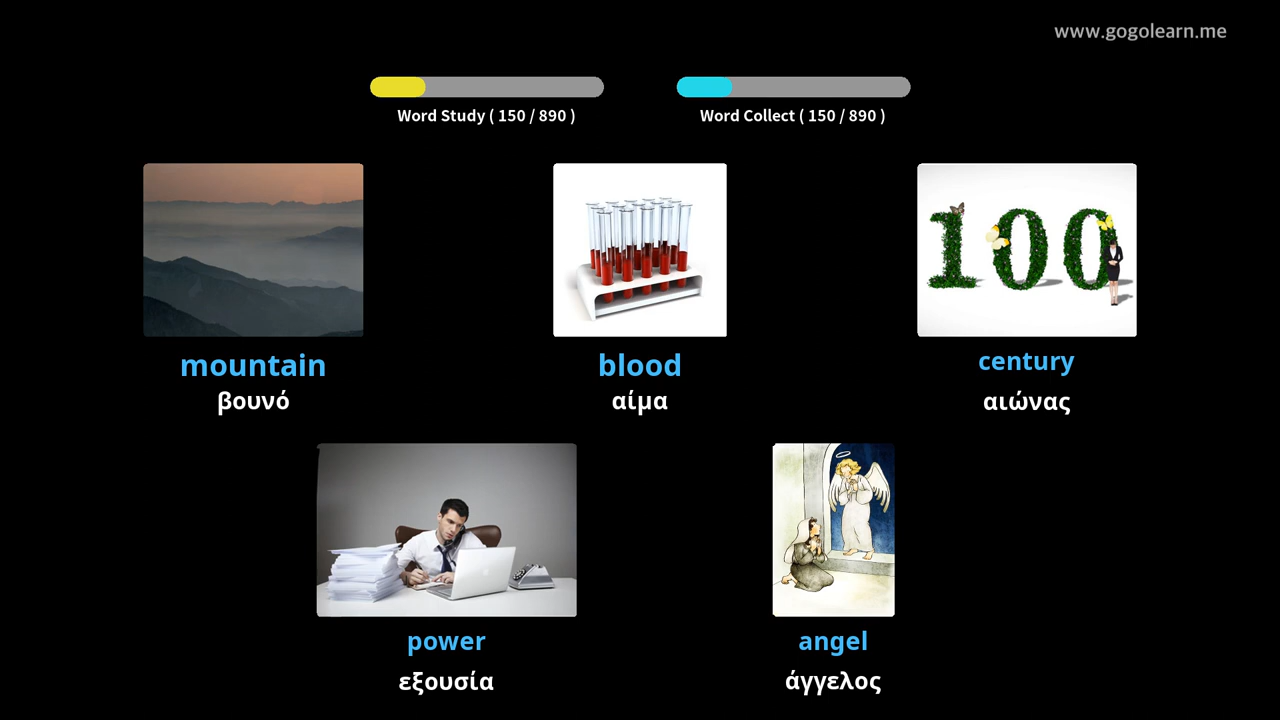 www.gogolearn.me
Word Study ( 150 / 890 )
Word Collect ( 150 / 890 )
mountain
βουνό
blood
αίμα
100
century
αιώνας
power
εξουσία
angel
άγγελος